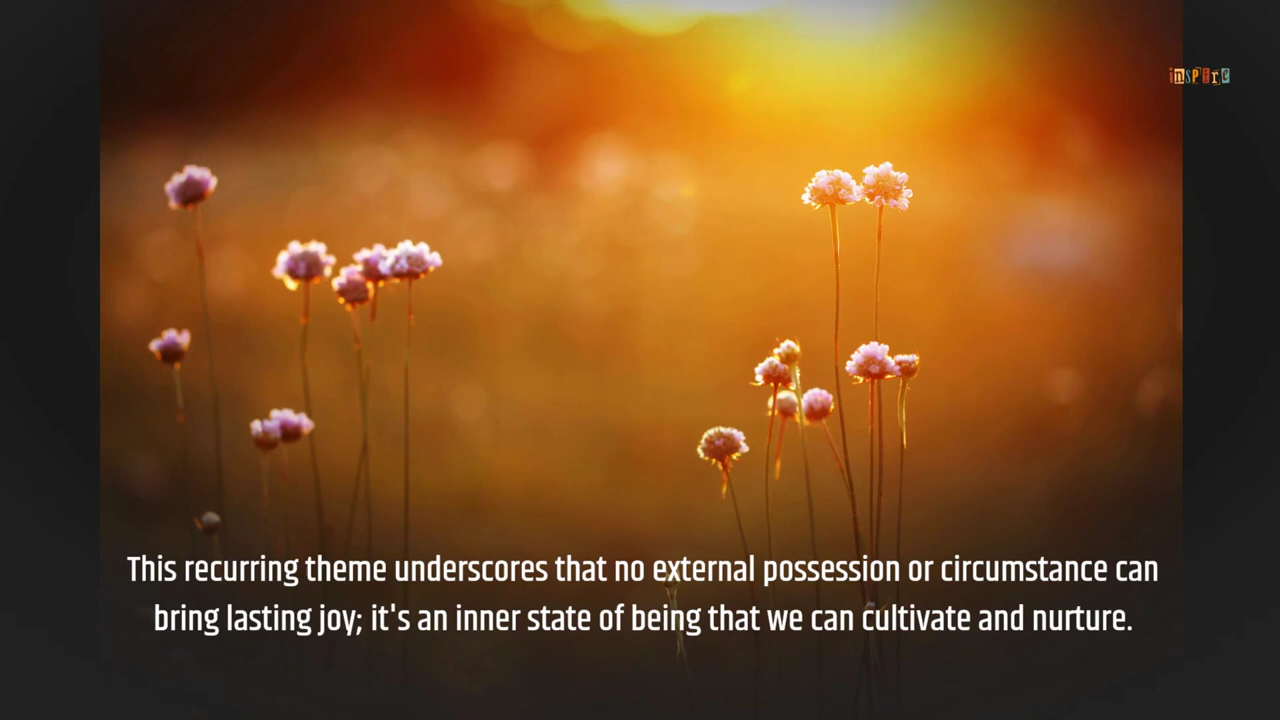 inspire
This recurring theme underscores that no external possession or circumstance can
bring lasting joy; it's an inner state of being that we can cultivate and nurture.